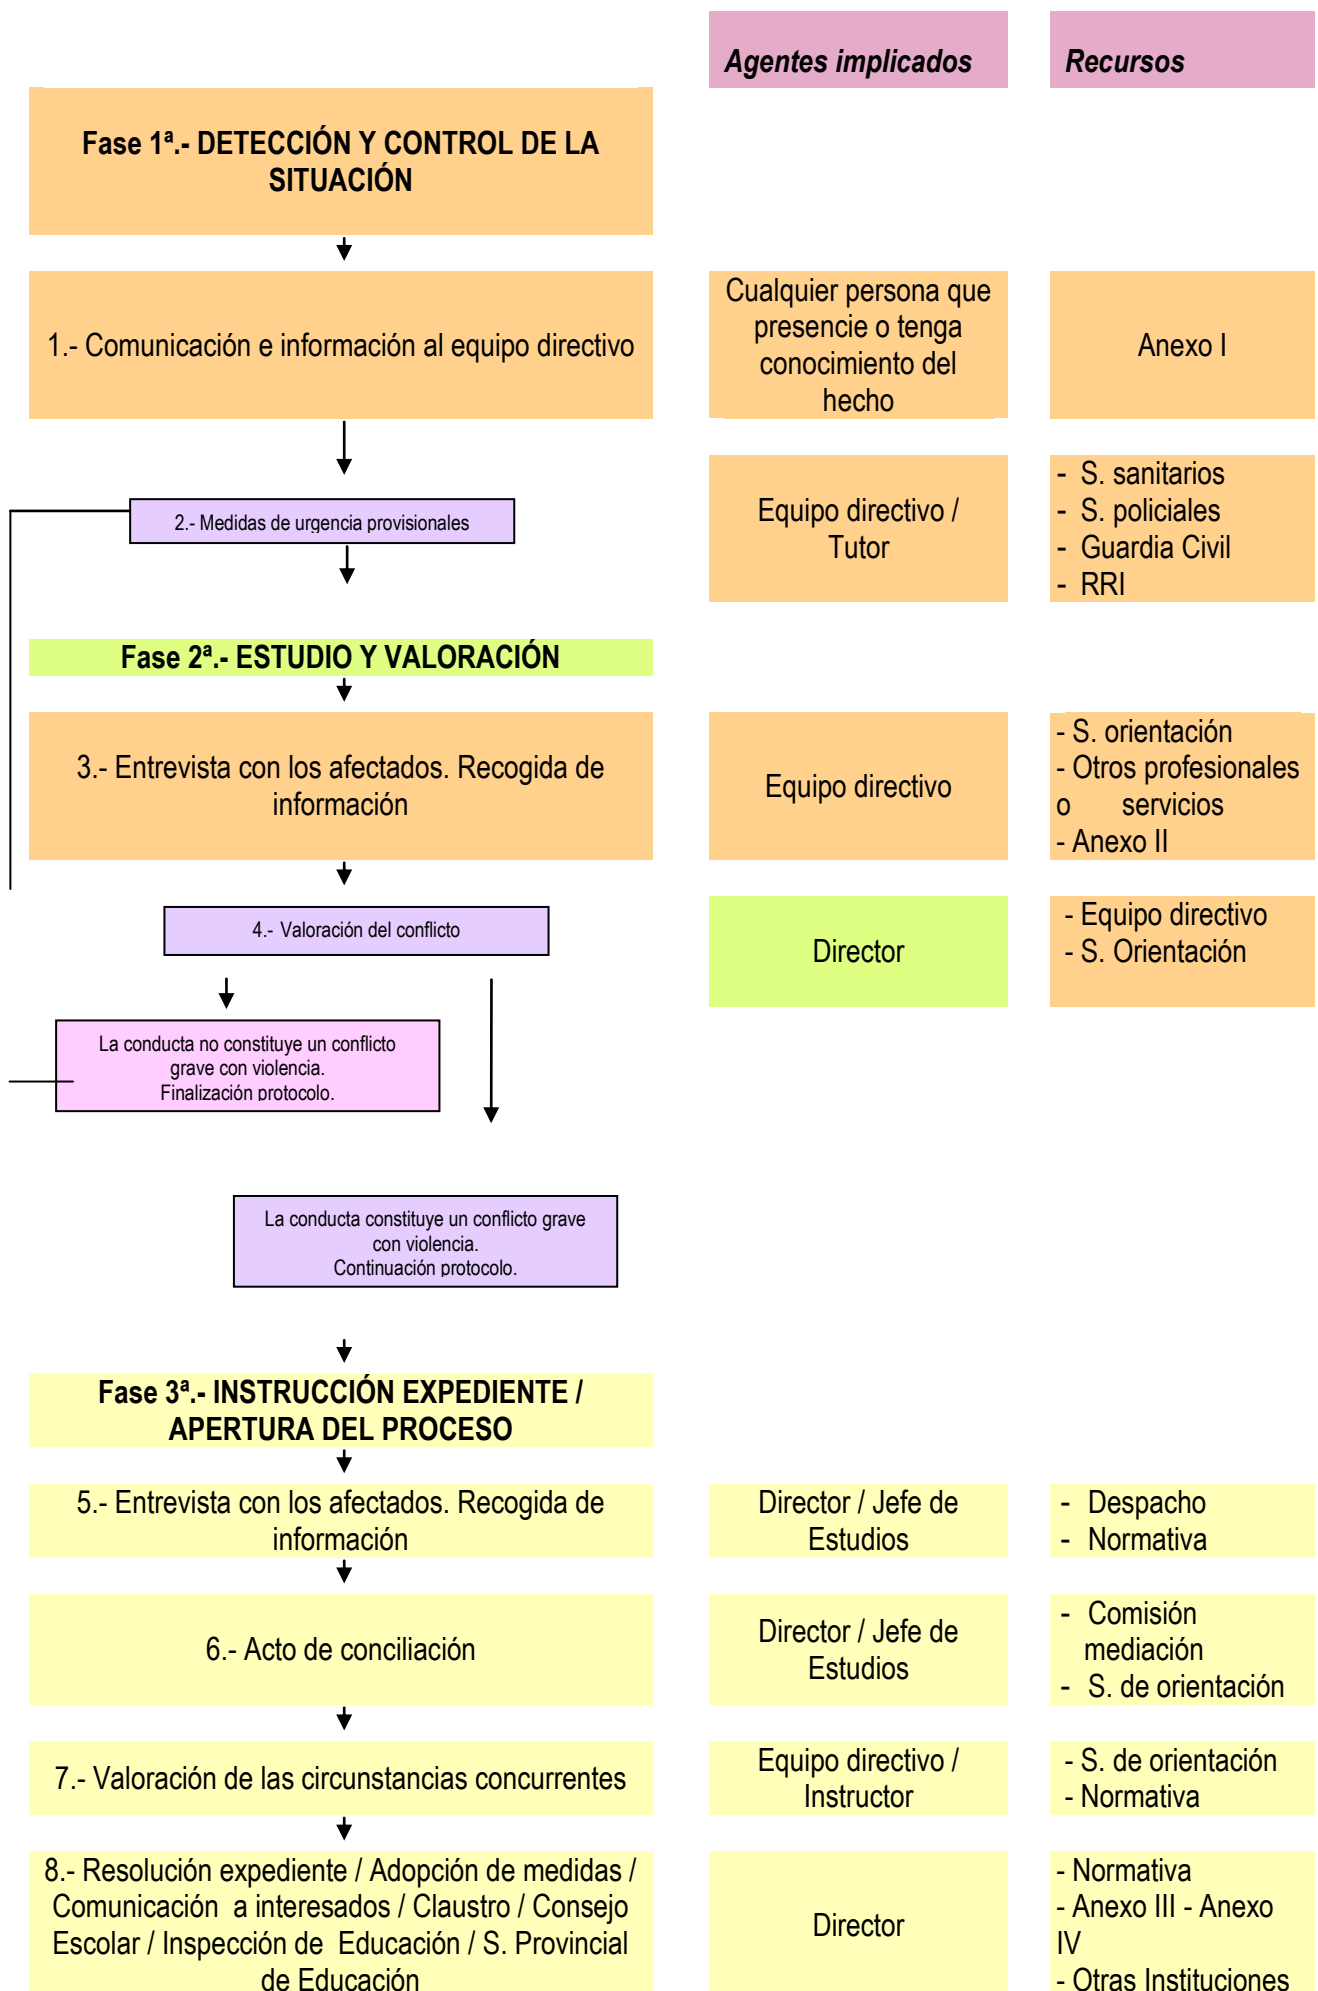 Agentes implicados
Recursos
Fase 1ª.- DETECCIÓN Y CONTROL DE LA
SITUACIÓN
1.- Comunicación e información al equipo directivo
Cualquier persona que
presencie o tenga
conocimiento del
hecho
Anexo I
2.- Medidas de urgencia provisionales
Equipo directivo /
Tutor
- S. sanitarios
- S. policiales
- Guardia Civil
- RRI
Fase 2ª.- ESTUDIO Y VALORACIÓN
3.- Entrevista con los afectados. Recogida de
información
Equipo directivo
- S. orientación
- Otros profesionales
o servicios
- Anexo II
4.- Valoración del conflicto
Director
- Equipo directivo
- S. Orientación
La conducta no constituye un conflicto
grave con violencia.
Finalización protocolo.
La conducta constituye un conflicto grave
con violencia.
Continuación protocolo.
Fase 3ª.- INSTRUCCIÓN EXPEDIENTE /
APERTURA DEL PROCESO
5.- Entrevista con los afectados. Recogida de
información
Director / Jefe de
Estudios
- Despacho
- Normativa
6.- Acto de conciliación
Director / Jefe de
Estudios
- Comisión
mediación
- S. de orientación
7.- Valoración de las circunstancias concurrentes
Equipo directivo /
Instructor
- S. de orientación
- Normativa
8.- Resolución expediente / Adopción de medidas /
Comunicación a interesados / Claustro / Consejo
Escolar / Inspección de Educación / S. Provincial
de Educación
Director
- Normativa
- Anexo III - Anexo
IV
- Otras Instituciones